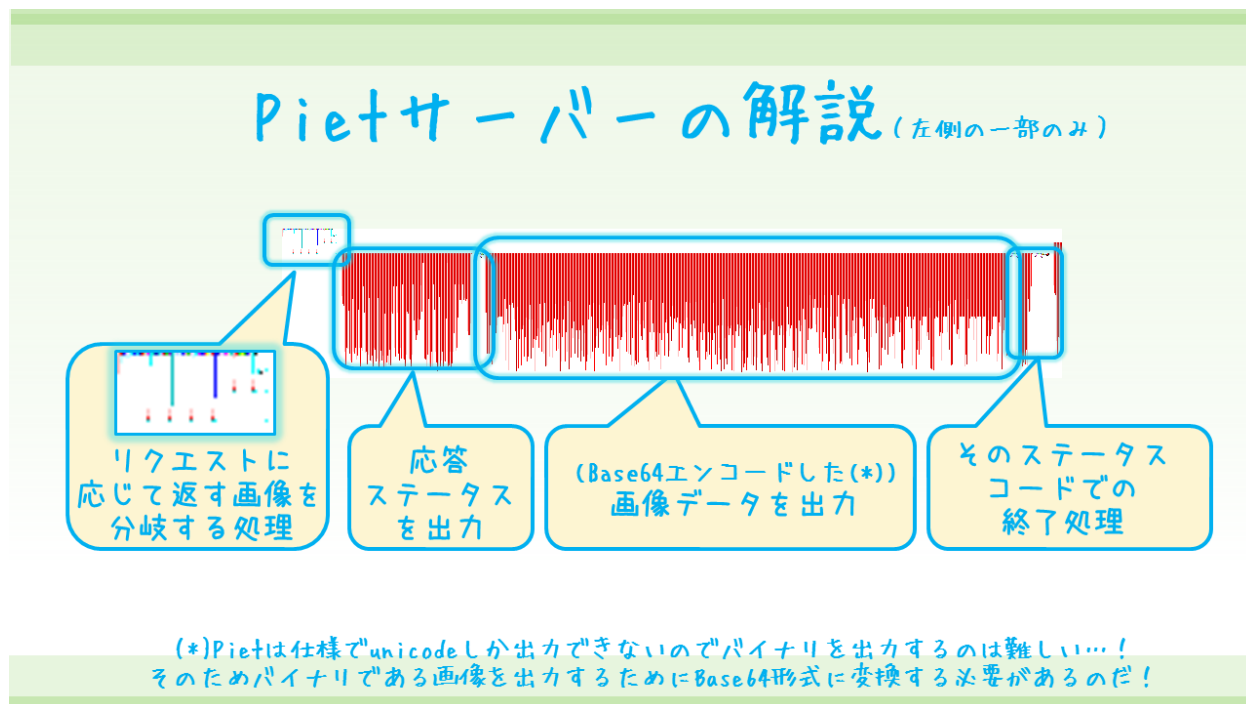 Pietサーバーの解説(左側の一部のみ)
リクエストに
応じて返す画像を
分岐する処理
応答
ステータス
を出力
(Base64エンコードした(*))
画像データを出力
そのステータス
コードでの
終了処理
(*)Pietは仕様でunicodeしか出力できないのでバイナリを出力するのは難しい…!
そのためバイナリである画像を出力するためにBase64形式に変換する必要があるのだ!